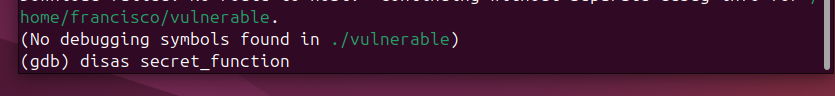 home/francisco/vulnerable.
(No debugging symbols found in ./vulnerable)
(gdb) disas secret_function